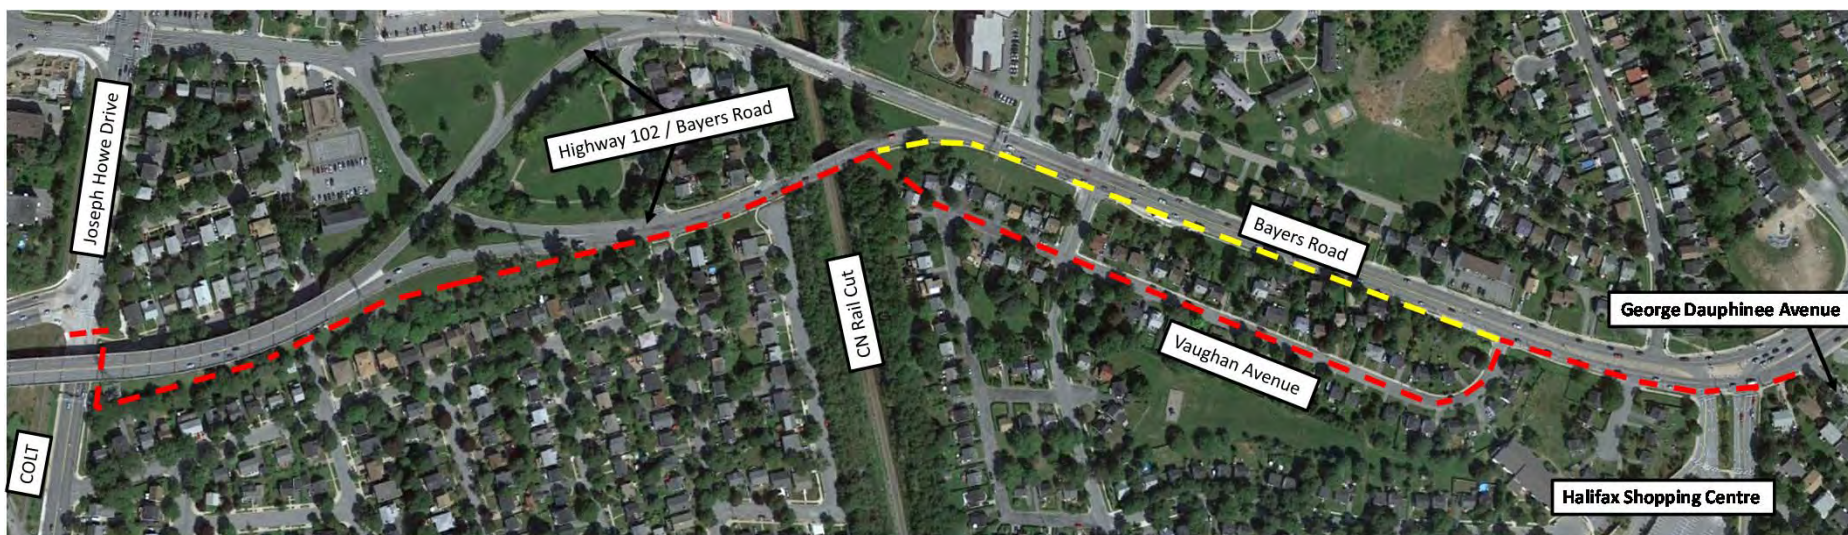 Joseph Howe Drive
Highway 102 / Bayers Road
Bayers Road
CN Rail Cut
George Dauphinee Avenue
Vaughan Avenue
COLT
Halifax Shopping Centre